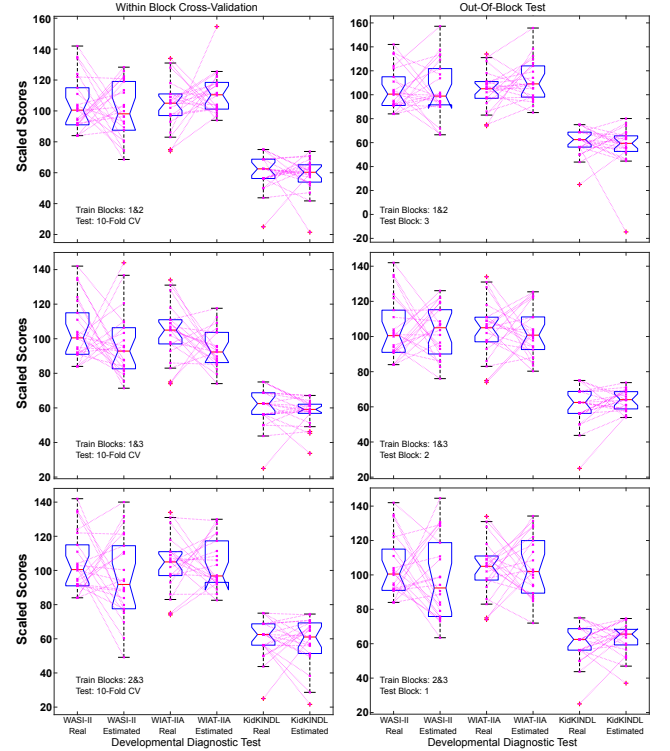 Within Block Cross-Validation
Out-Of-Block Test
Scaled Scores
160
140
120
100
80
60
40
20
Train Blocks: 1&2
Test: 10-Fold CV
160
140
120
100
80
60
40
20
0
-20
Train Blocks: 1&2
Test Block: 3
Scaled Scores
140
120
100
80
60
40
20
Train Blocks: 1&3
Test: 10-Fold CV
140
120
100
80
60
40
20
Train Blocks: 1&3
Test Block: 2
Scaled Scores
140
120
100
80
60
40
20
Train Blocks: 2&3
Test: 10-Fold CV
140
120
100
80
60
40
20
Train Blocks: 2&3
Test Block: 1
WASI-II WASI-II WIAT-IIA WIAT-IIA KidKINDL KidKINDL
Real Estimated Real Estimated Real Estimated
Developmental Diagnostic Test
WASI-II WASI-II WIAT-IIA WIAT-IIA KidKINDL KidKINDL
Real Estimated Real Estimated Real Estimated
Developmental Diagnostic Test